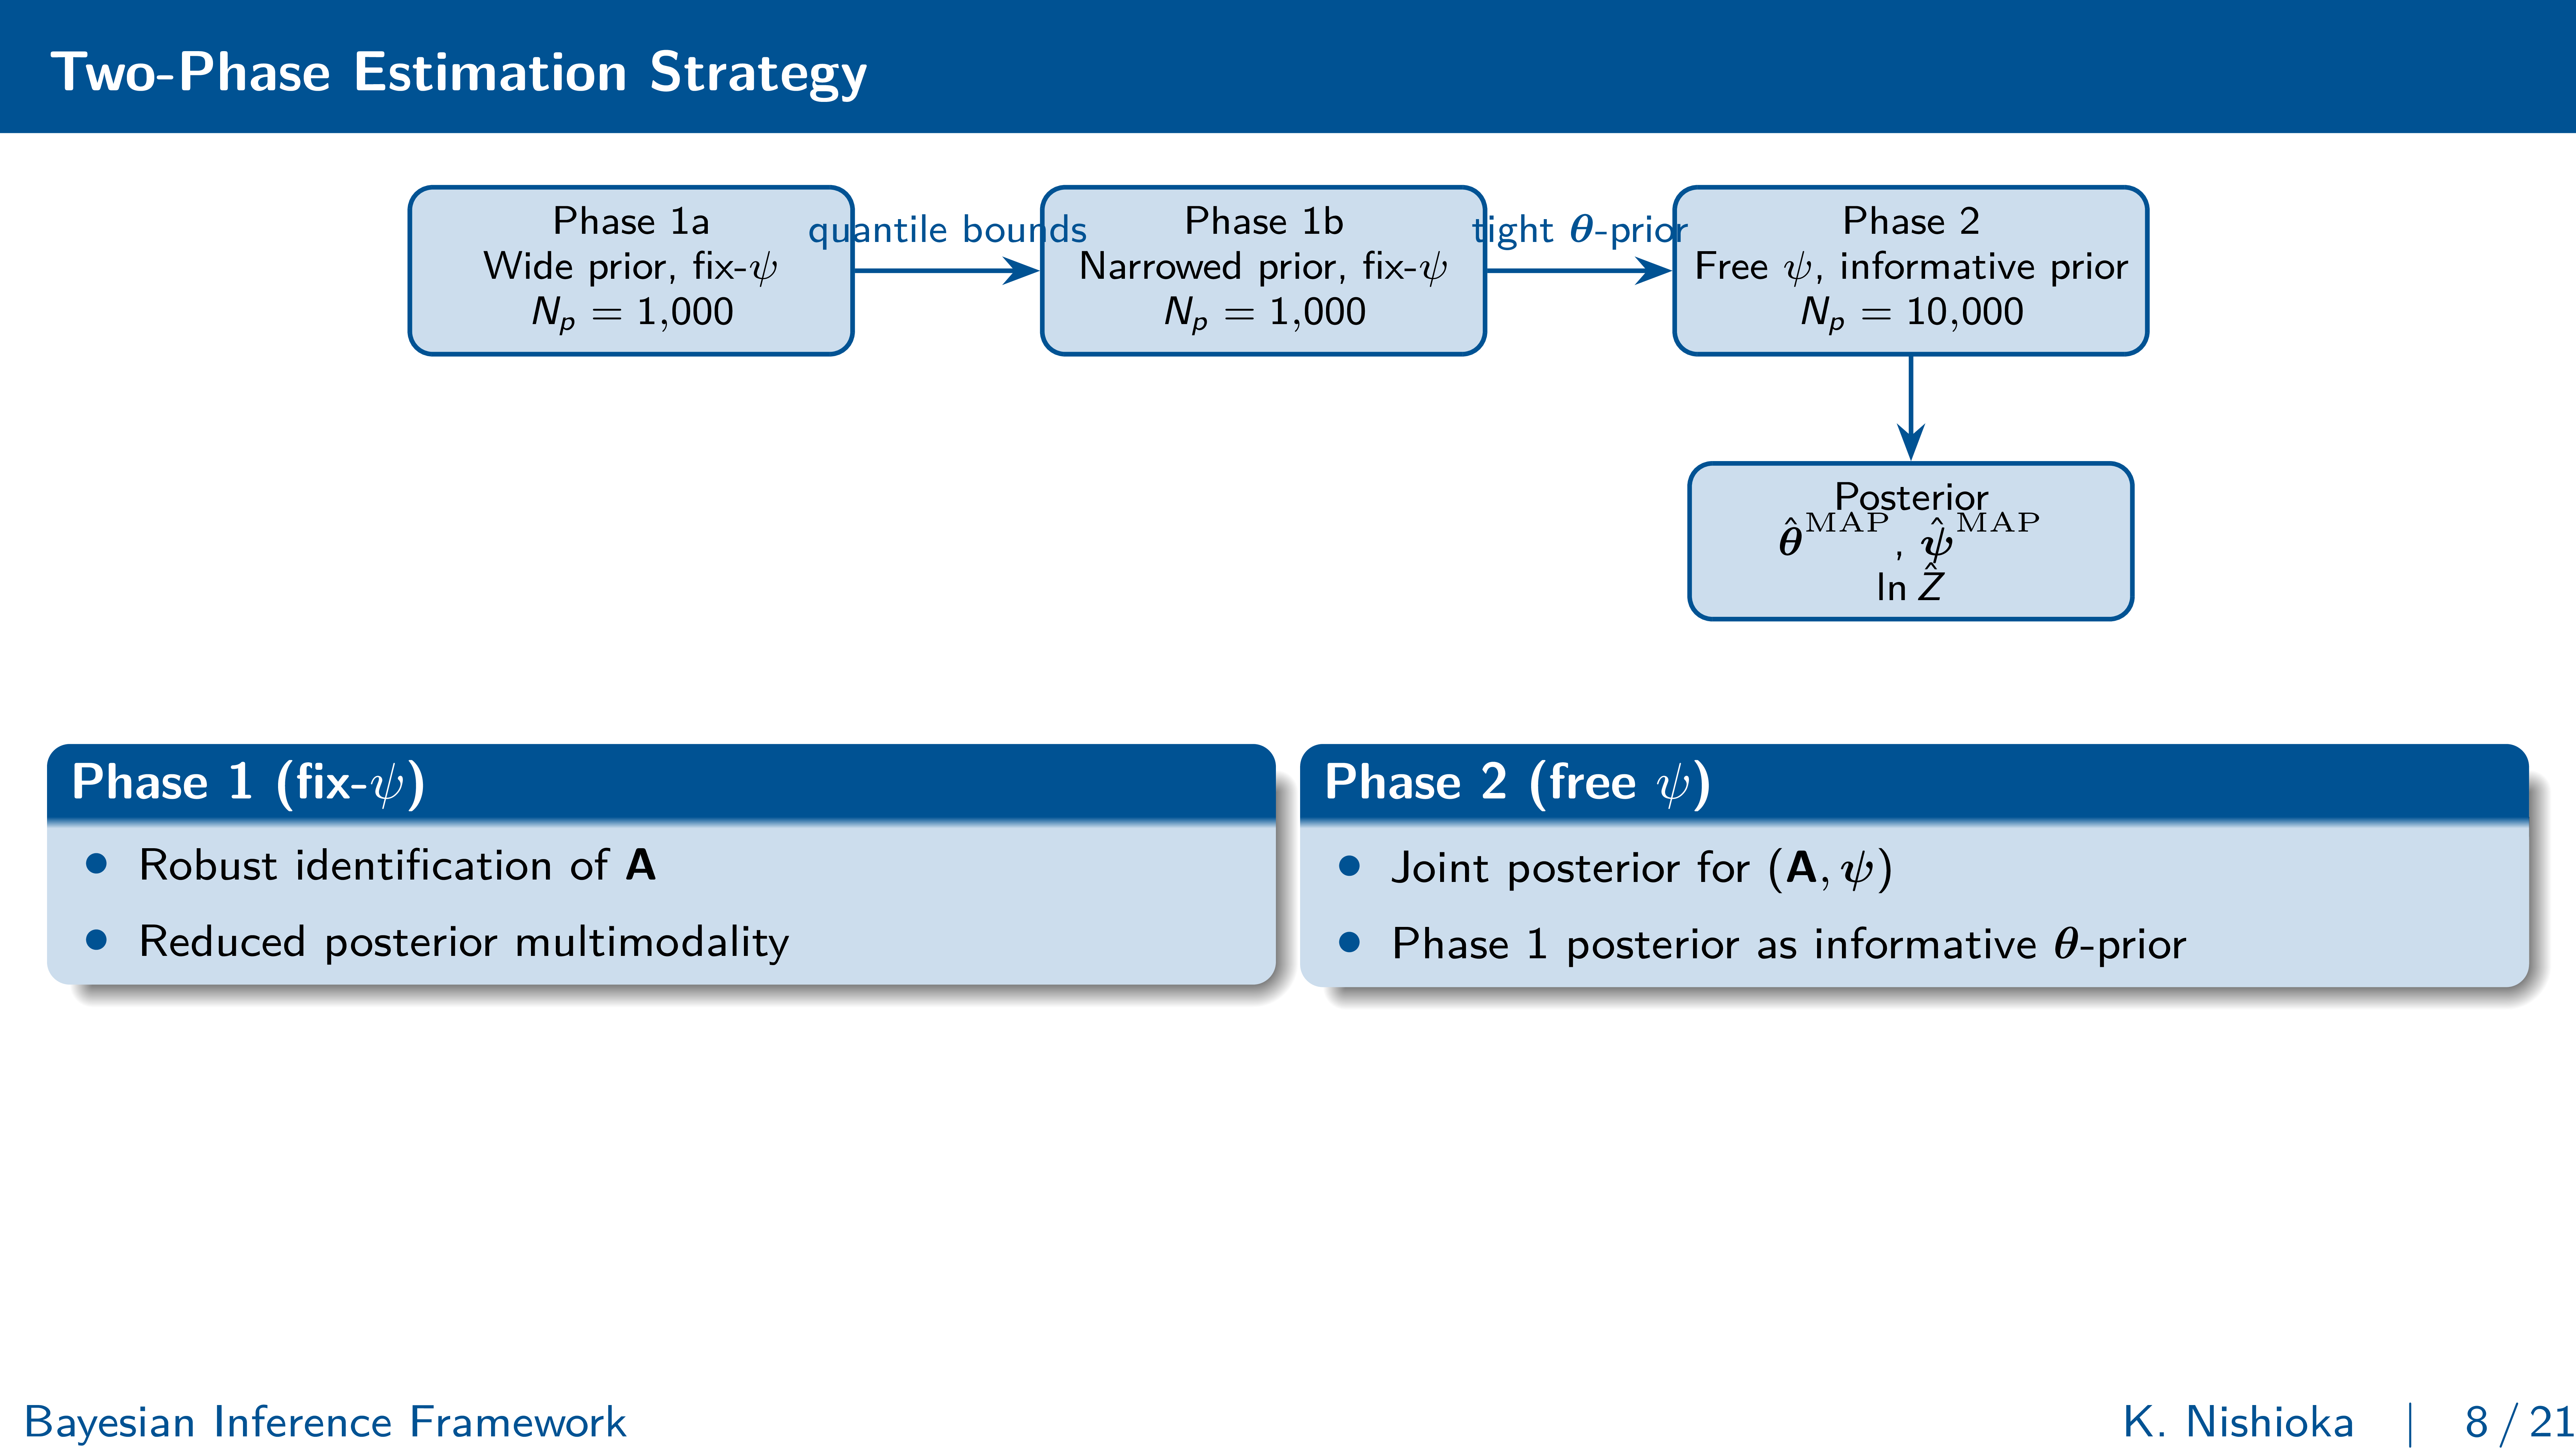 Two-Phase Estimation Strategy
Phase 1a
Wide prior, fix-ψ
Nₚ = 1,000
quantile bounds
Phase 1b
Narrowed prior, fix-ψ
Nₚ = 1,000
tight θ-prior
Phase 2
Free ψ, informative prior
Nₚ = 10,000
Posterior
θ̂^MAP, ψ̂^MAP
ln Ẑ
Phase 1 (fix-ψ)
• Robust identification of A
• Reduced posterior multimodality
Phase 2 (free ψ)
• Joint posterior for (A, ψ)
• Phase 1 posterior as informative θ-prior
Bayesian Inference Framework
K. Nishioka | 8 / 21